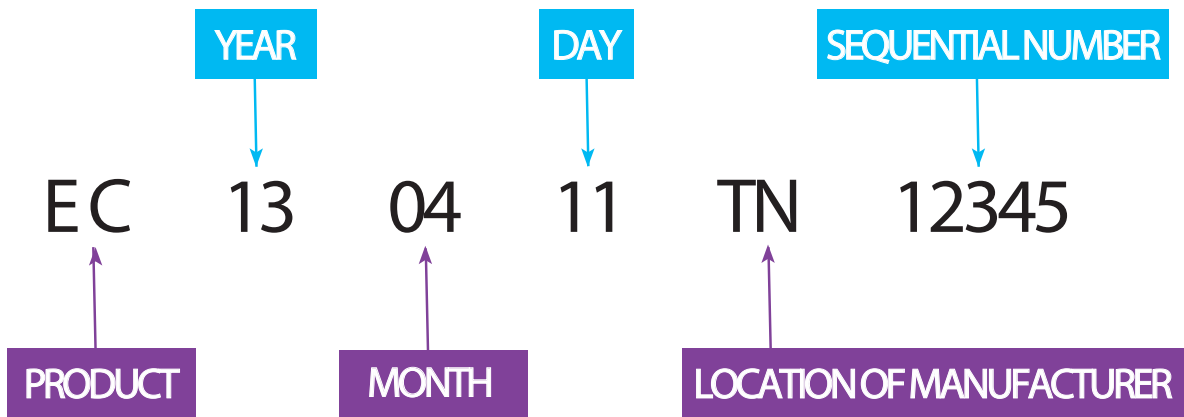 YEAR DAY SEQUENTIAL NUMBER
EC 13 04 11 TN 12345
PRODUCT MONTH LOCATION OF MANUFACTURER